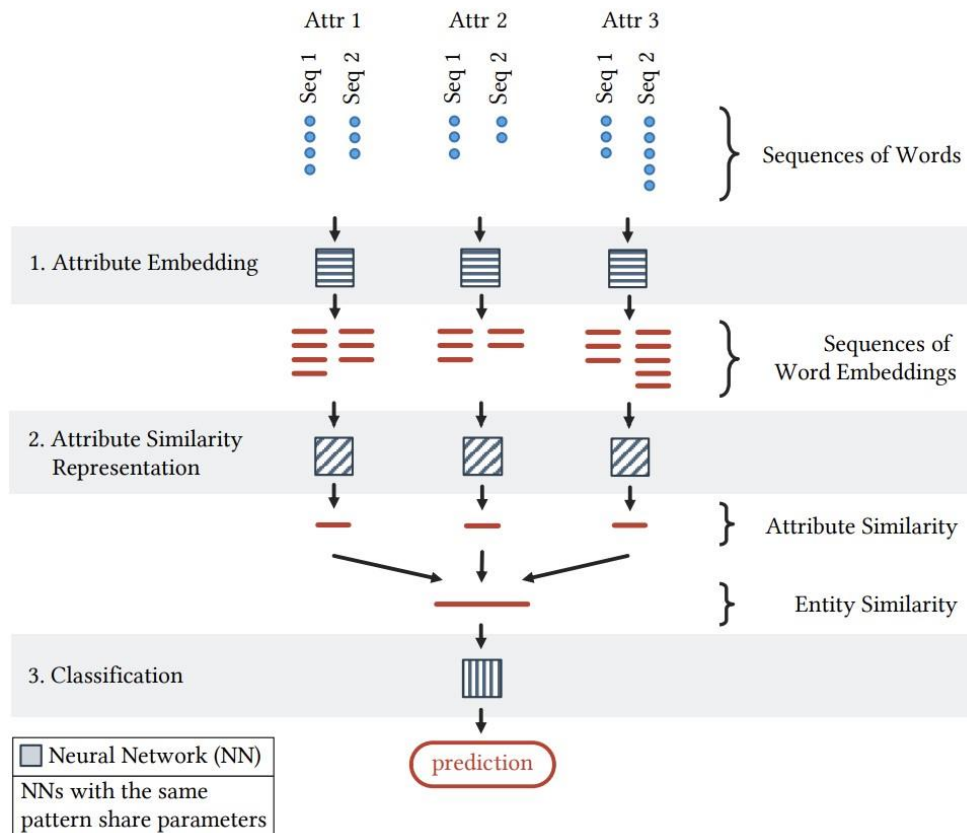 Attr 1 Attr 2 Attr 3
Seq 1 Seq 2 Seq 1 Seq 2 Seq 1 Seq 2
Sequences of Words
1. Attribute Embedding
Sequences of
Word Embeddings
2. Attribute Similarity
Representation
Attribute Similarity
Entity Similarity
3. Classification
prediction
Neural Network (NN)
NNs with the same
pattern share parameters